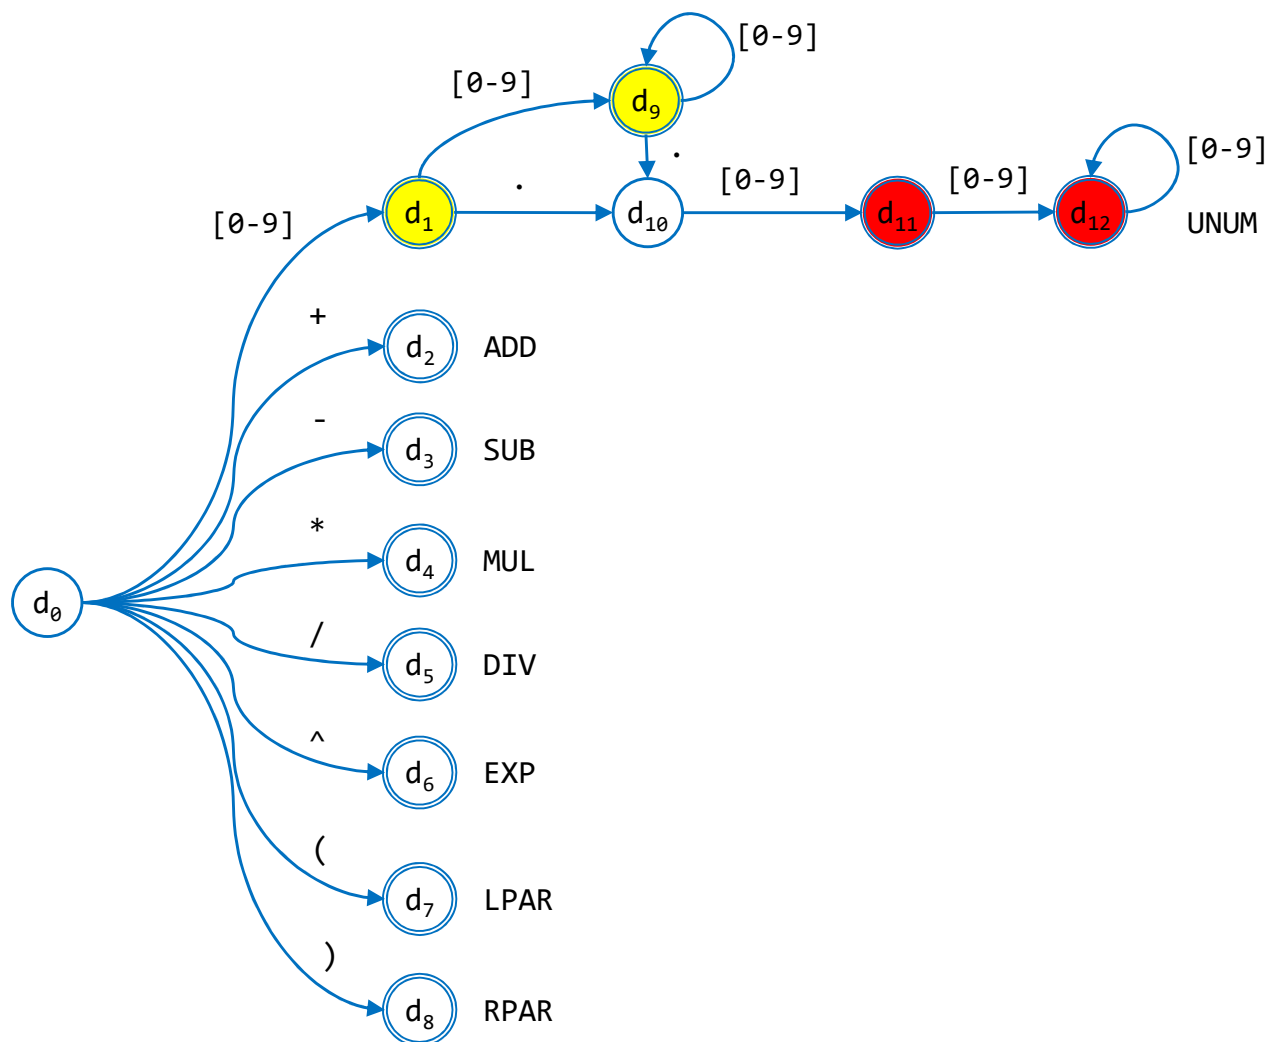 [0-9]
[0-9]
d₉
.
[0-9]
[0-9]
[0-9]
.
[0-9]
d₁
d₁₀
d₁₁
d₁₂
UNUM
+
d₂ ADD
-
d₃ SUB
*
d₄ MUL
d₀
/
d₅ DIV
^
d₆ EXP
(
d₇ LPAR
)
d₈ RPAR